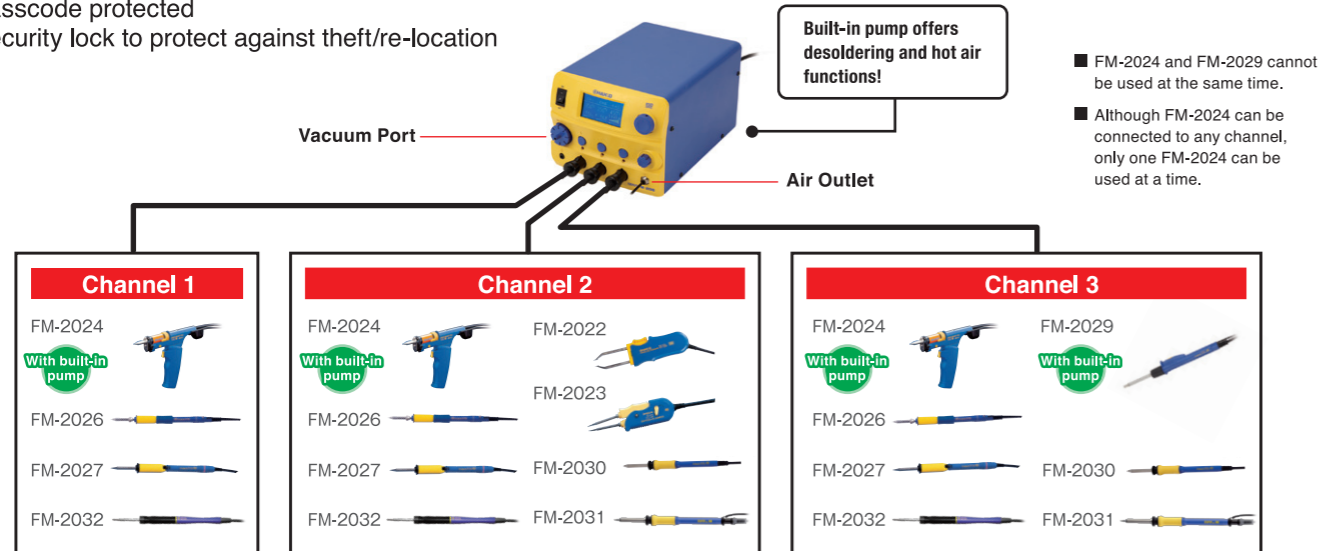 asscode protected
ecurity lock to protect against theft/re-location
Built-in pump offers
desoldering and hot air
functions!
■ FM-2024 and FM-2029 cannot
be used at the same time.
■ Although FM-2024 can be
connected to any channel,
only one FM-2024 can be
used at a time.
Vacuum Port
Air Outlet
Channel 1
FM-2024
With built-in
pump
FM-2026
FM-2027
FM-2032
Channel 2
FM-2024
With built-in
pump
FM-2026
FM-2027
FM-2032
FM-2022
FM-2023
FM-2030
FM-2031
Channel 3
FM-2024
With built-in
pump
FM-2026
FM-2027
FM-2032
FM-2029
With built-in
pump
FM-2030
FM-2031